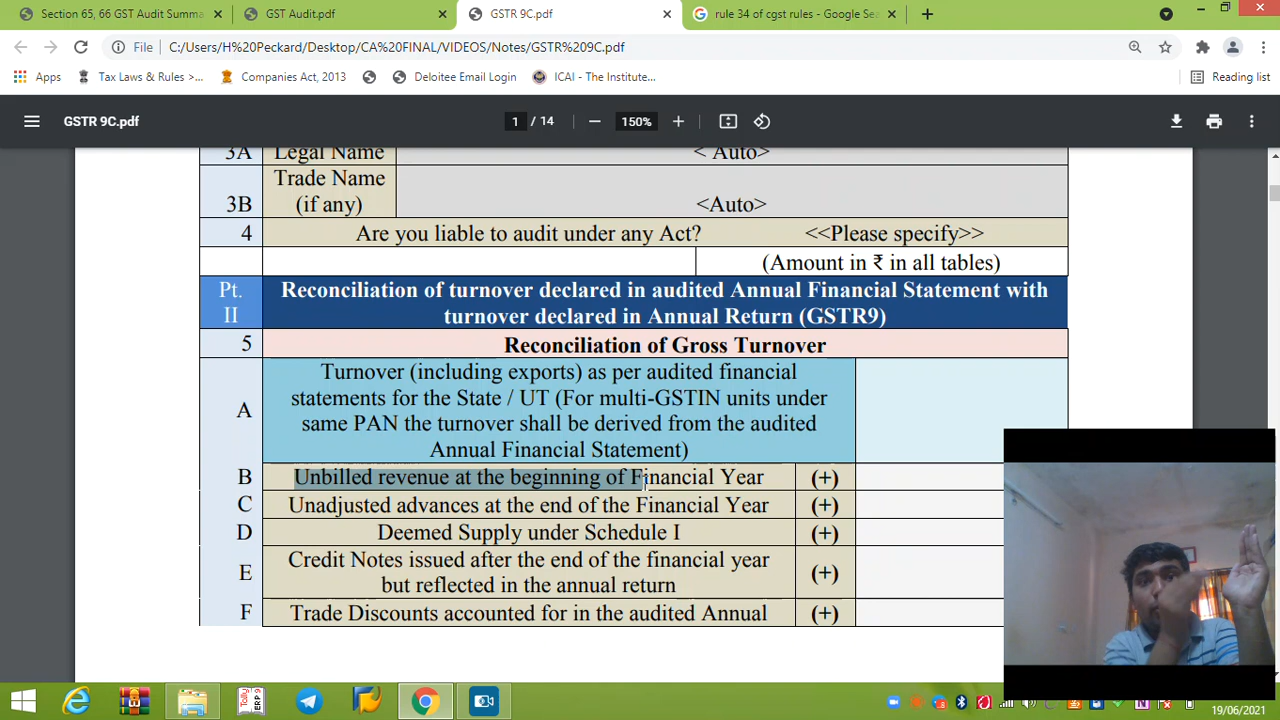 Section 65, 66 GST Audit Summa
GST Audit.pdf
GSTR 9C.pdf
rule 34 of cgst rules - Google Sea
File
C:/Users/H%20Peckard/Desktop/CA%20FINAL/VIDEOS/Notes/GSTR%209C.pdf
Apps
Tax Laws & Rules >...
Companies Act, 2013
Deloitee Email Login
ICAI - The Institute...
Reading list
GSTR 9C.pdf
1 / 14
150%
3A Legal Name < Auto>
3B Trade Name (if any) <Auto>
4 Are you liable to audit under any Act? <<Please specify>>
(Amount in ₹ in all tables)
Pt. II Reconciliation of turnover declared in audited Annual Financial Statement with
turnover declared in Annual Return (GSTR9)
5 Reconciliation of Gross Turnover
A Turnover (including exports) as per audited financial
statements for the State / UT (For multi-GSTIN units under
same PAN the turnover shall be derived from the audited
Annual Financial Statement)
B Unbilled revenue at the beginning of Financial Year (+)
C Unadjusted advances at the end of the Financial Year (+)
D Deemed Supply under Schedule I (+)
E Credit Notes issued after the end of the financial year
but reflected in the annual return (+)
F Trade Discounts accounted for in the audited Annual (+)
19/06/2021